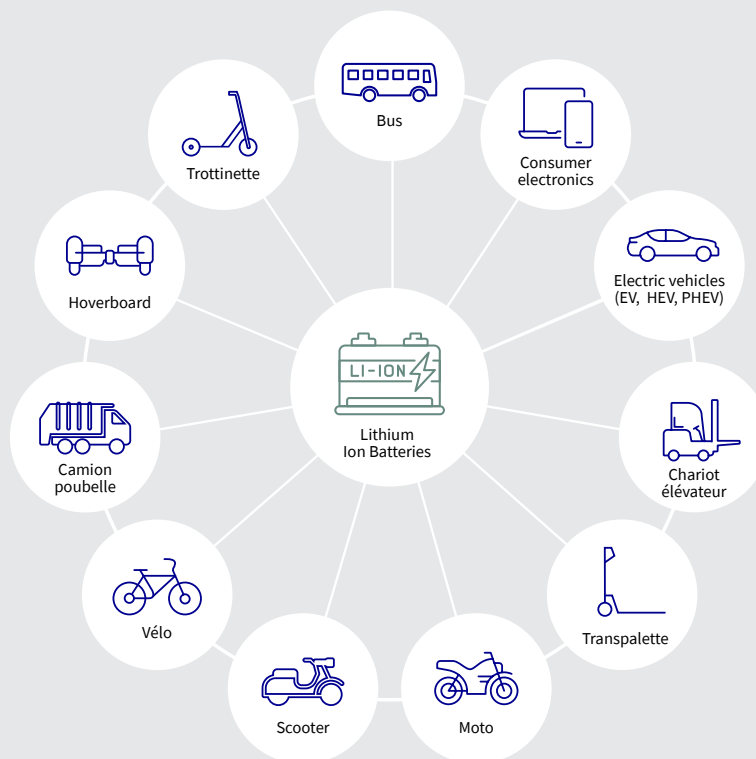 Bus
Consumer
electronics
Trottinette
Electric vehicles
(EV, HEV, PHEV)
Hoverboard
LI-ION
Lithium
Ion Batteries
Camion
poubelle
Chariot
élévateur
Vélo
Transpalette
Scooter
Moto